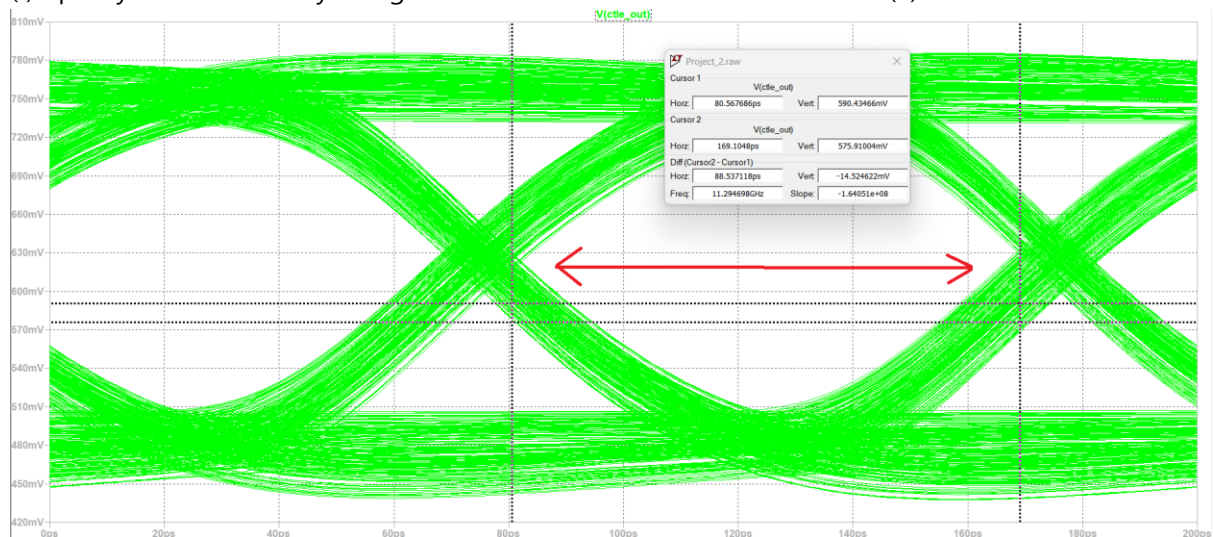 V(ctle_out)
810mV
780mV
750mV
720mV
690mV
660mV
630mV
600mV
570mV
540mV
510mV
480mV
450mV
420mV
0ps 20ps 40ps 60ps 80ps 100ps 120ps 140ps 160ps 180ps 200ps
Project_2.raw
Cursor 1
V(ctle_out)
Horz: 80.567686ps Vert: 590.43466mV
Cursor 2
V(ctle_out)
Horz: 169.1048ps Vert: 575.91004mV
Diff (Cursor2 - Cursor1)
Horz: 88.537118ps Vert: -14.524622mV
Freq: 11.294698GHz Slope: -1.64051e+08